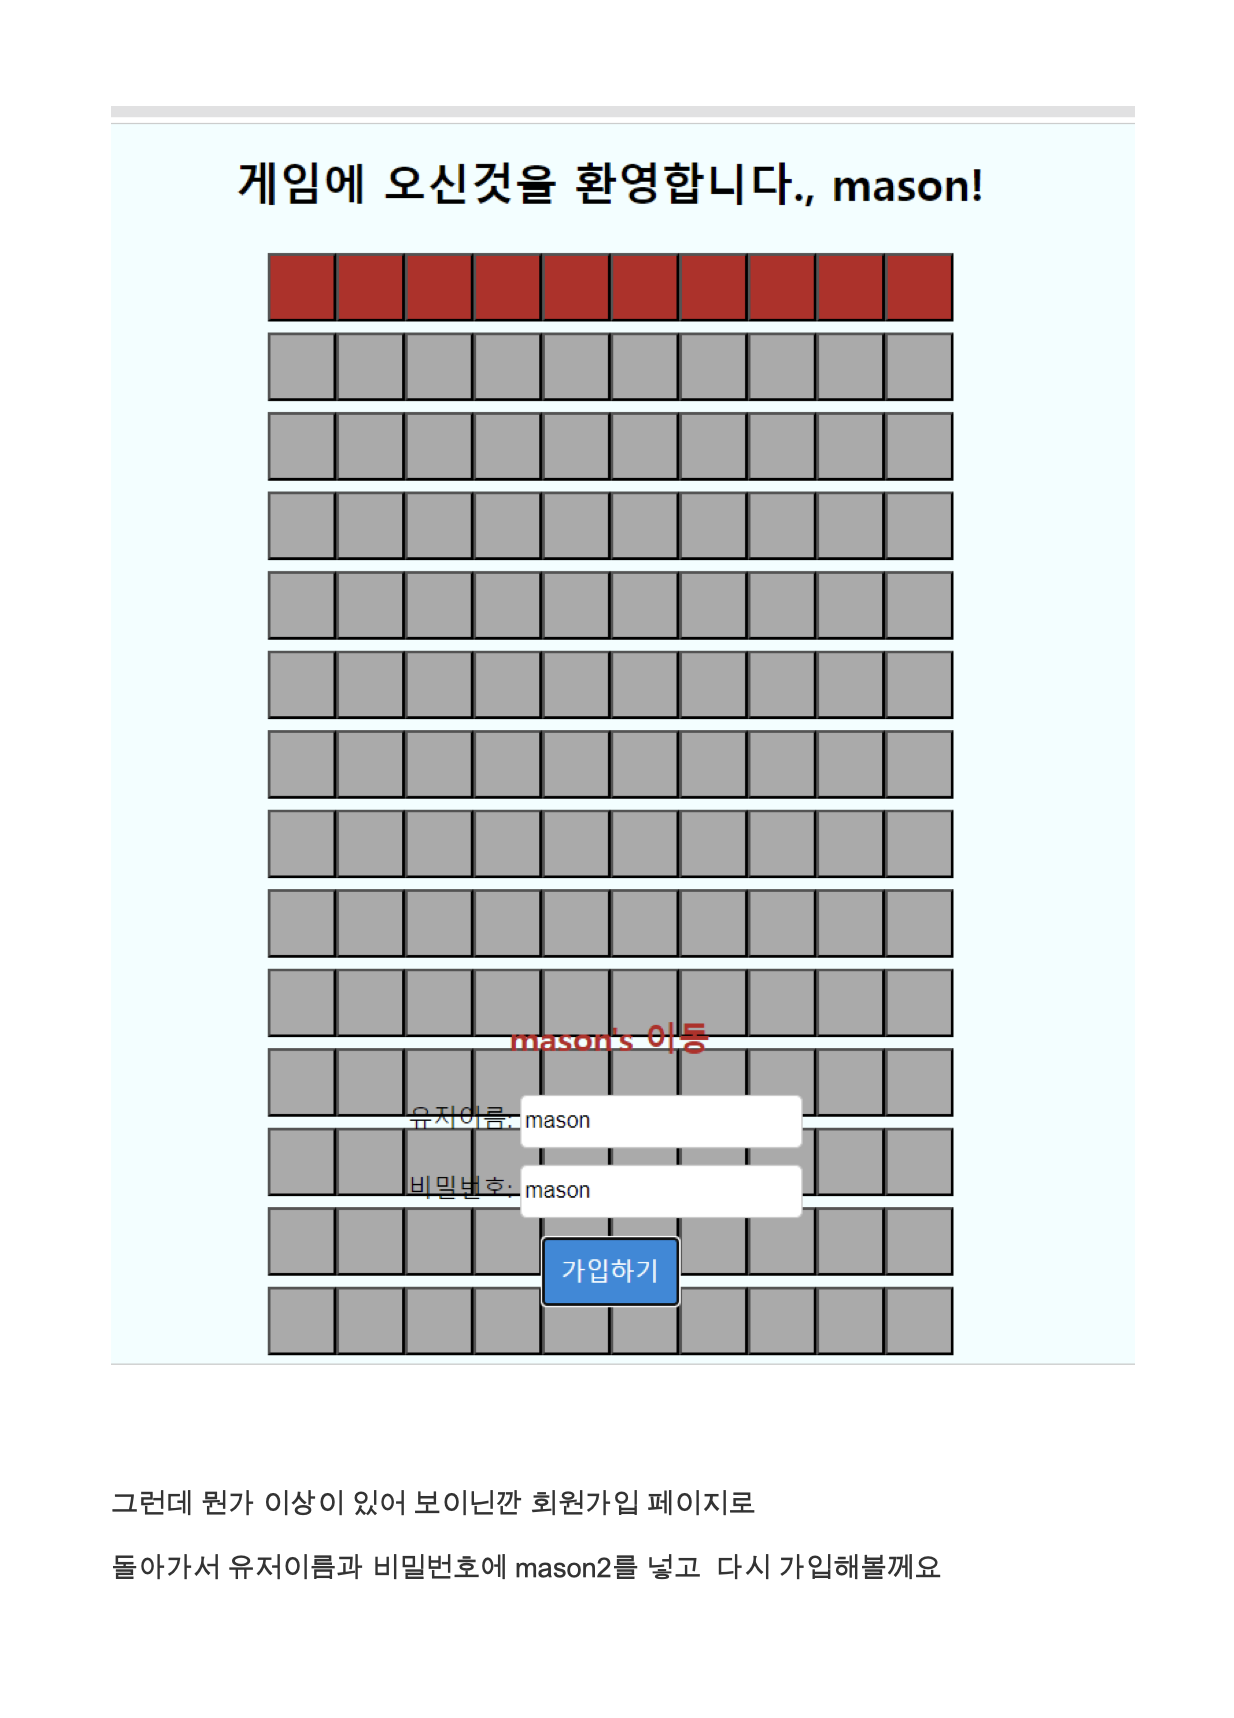 게임에 오신것을 환영합니다., mason!
mason's 이동
유저이름: mason
비밀번호: mason
가입하기
그런데 뭔가 이상이 있어 보이닌깐 회원가입 페이지로
돌아가서 유저이름과 비밀번호에 mason2를 넣고 다시 가입해볼께요